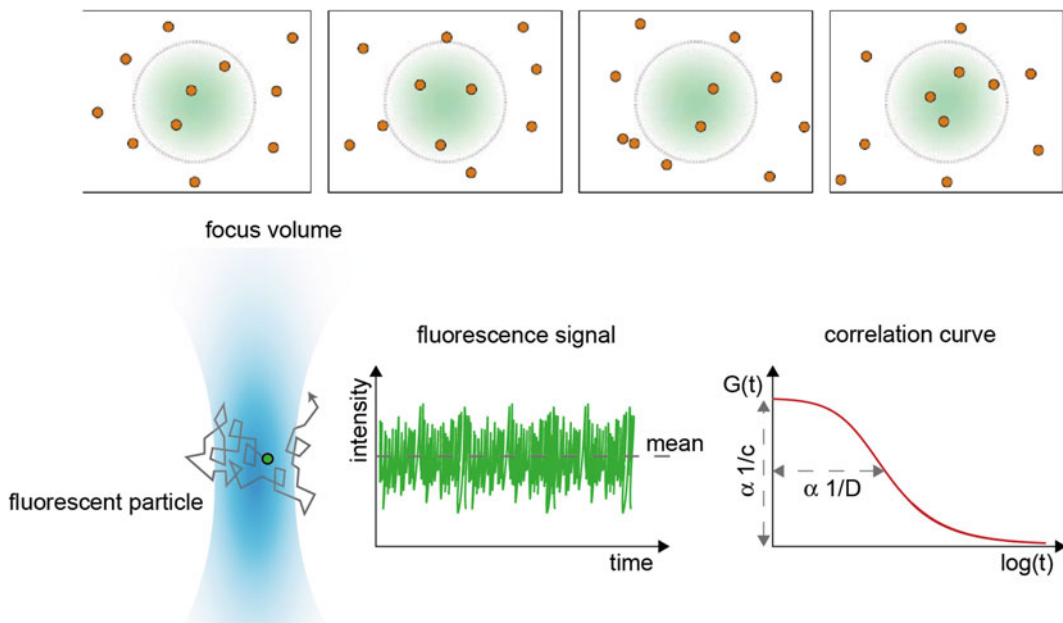 focus volume
fluorescent particle
fluorescence signal
intensity
mean
time
correlation curve
G(t)
α 1/c
α 1/D
log(t)